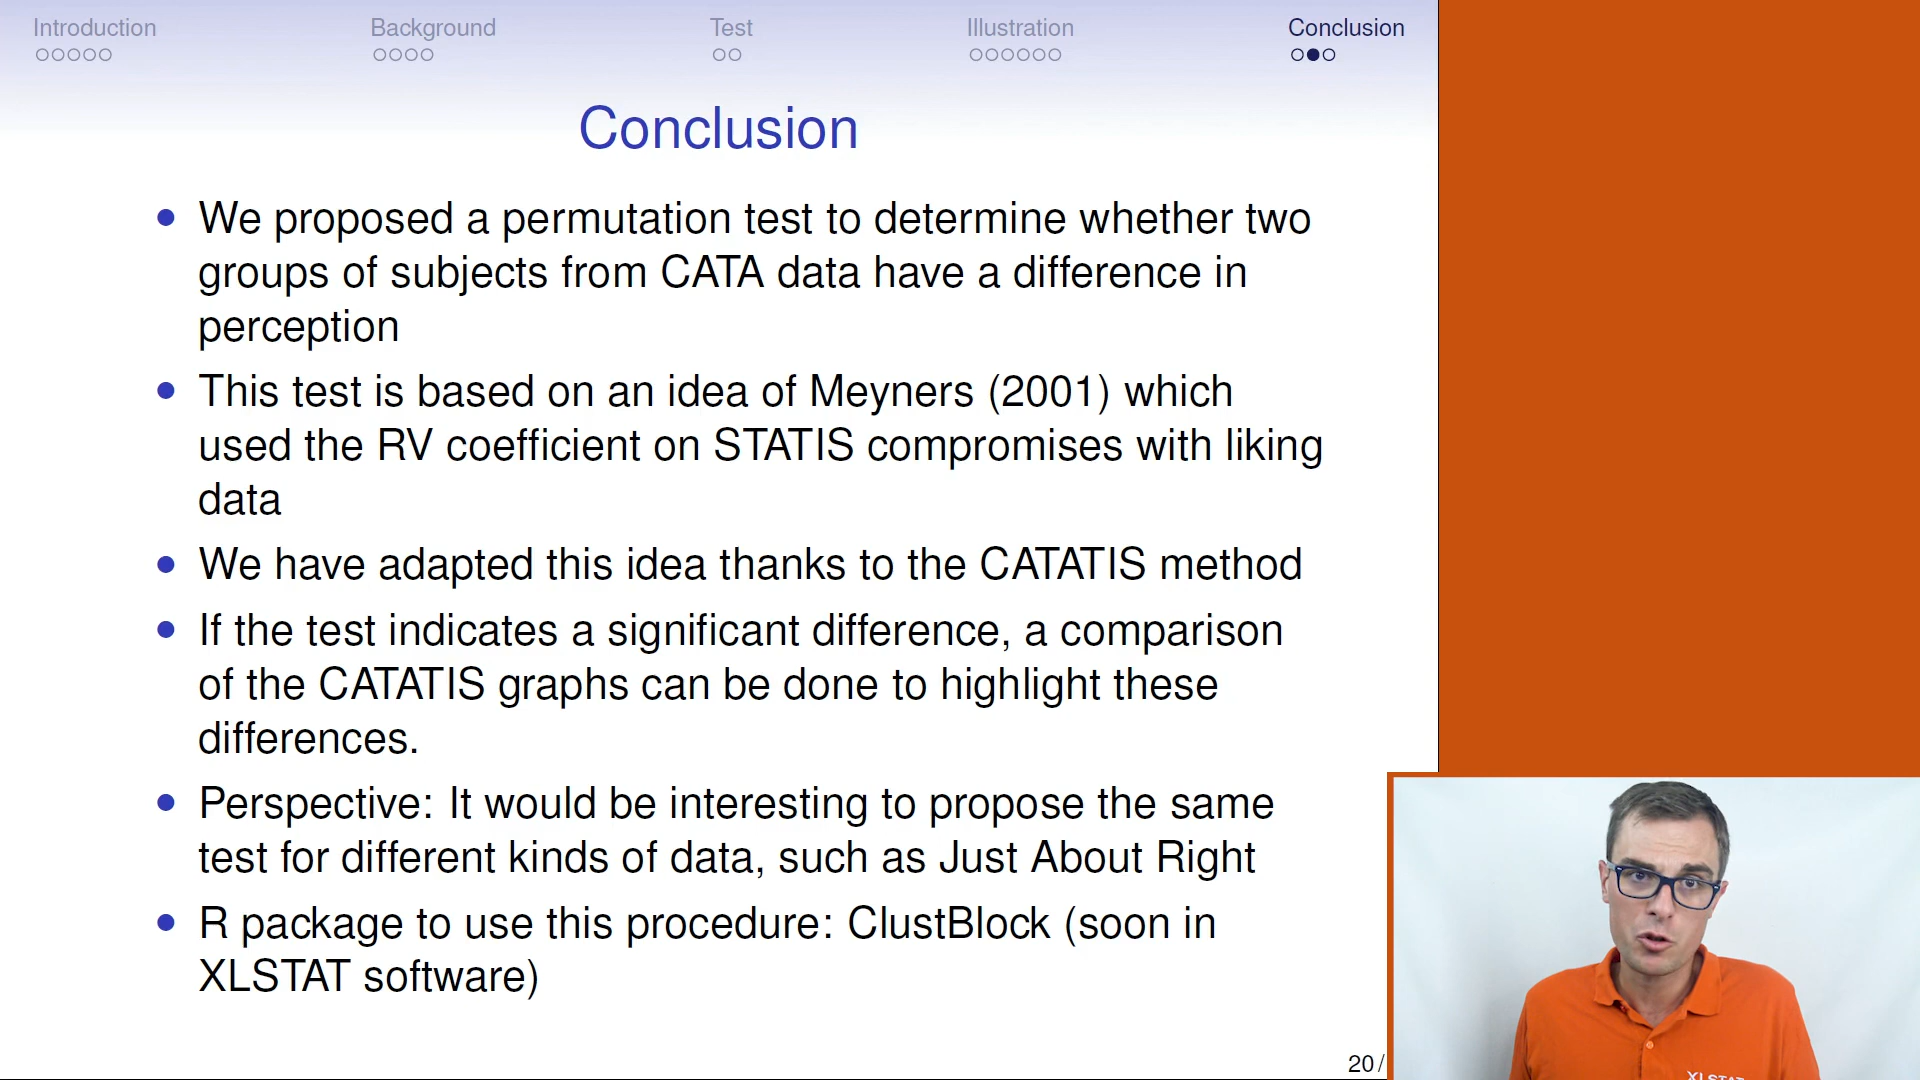 Introduction
Background
Test
Illustration
Conclusion
Conclusion
We proposed a permutation test to determine whether two
groups of subjects from CATA data have a difference in
perception
This test is based on an idea of Meyners (2001) which
used the RV coefficient on STATIS compromises with liking
data
We have adapted this idea thanks to the CATATIS method
If the test indicates a significant difference, a comparison
of the CATATIS graphs can be done to highlight these
differences.
Perspective: It would be interesting to propose the same
test for different kinds of data, such as Just About Right
R package to use this procedure: ClustBlock (soon in
XLSTAT software)
20 /
XLSTAT